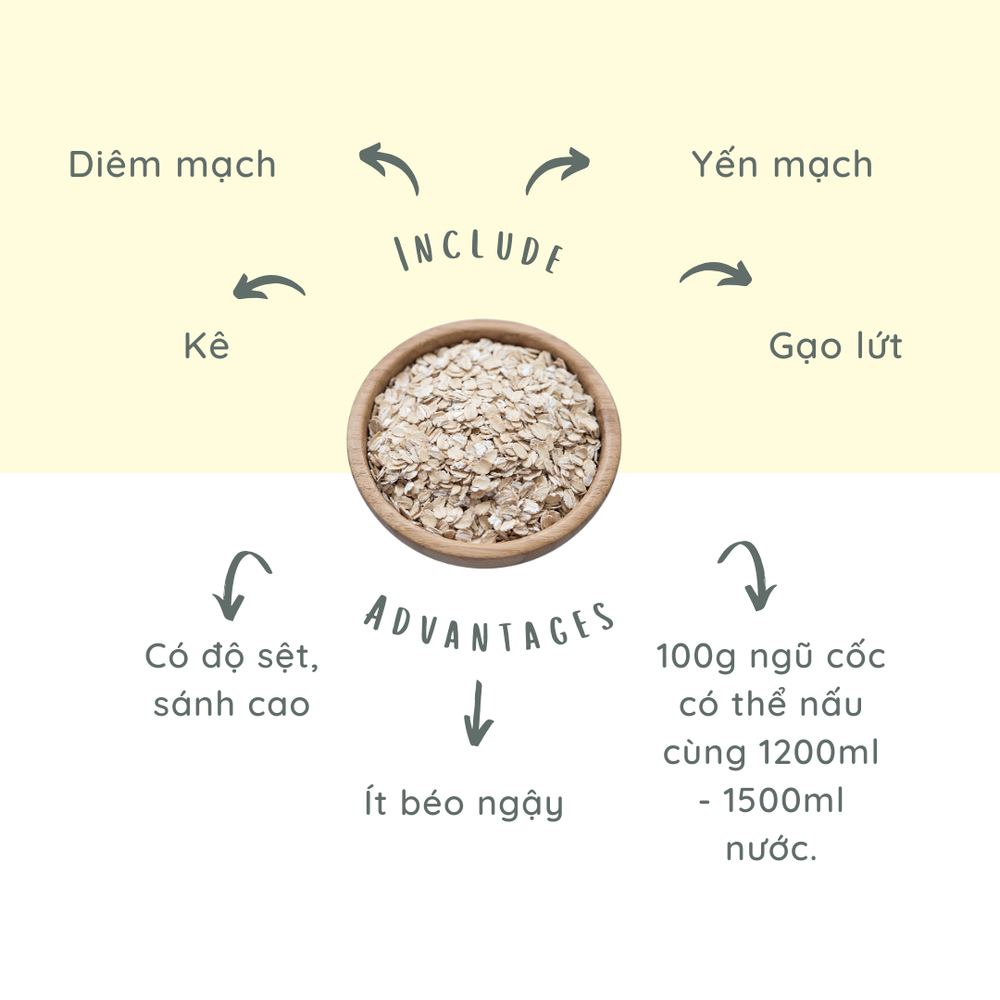 Diêm mạch
Yến mạch
INCLUDE
Kê
Gạo lứt
ADVANTAGES
Có độ sệt,
sánh cao
Ít béo ngậy
100g ngũ cốc
có thể nấu
cùng 1200ml
- 1500ml
nước.